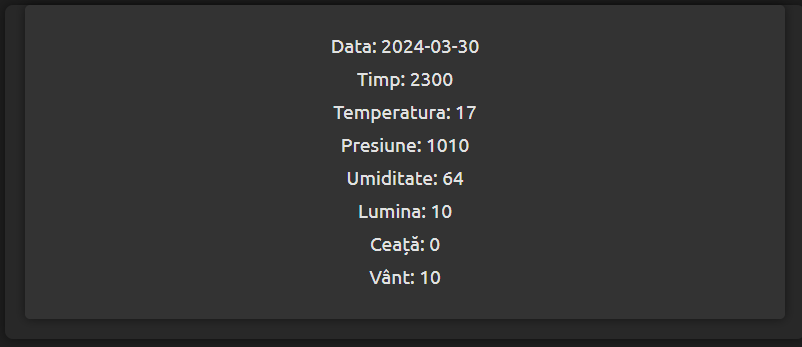 Data: 2024-03-30
Timp: 2300
Temperatura: 17
Presiune: 1010
Umiditate: 64
Lumina: 10
Ceață: 0
Vânt: 10